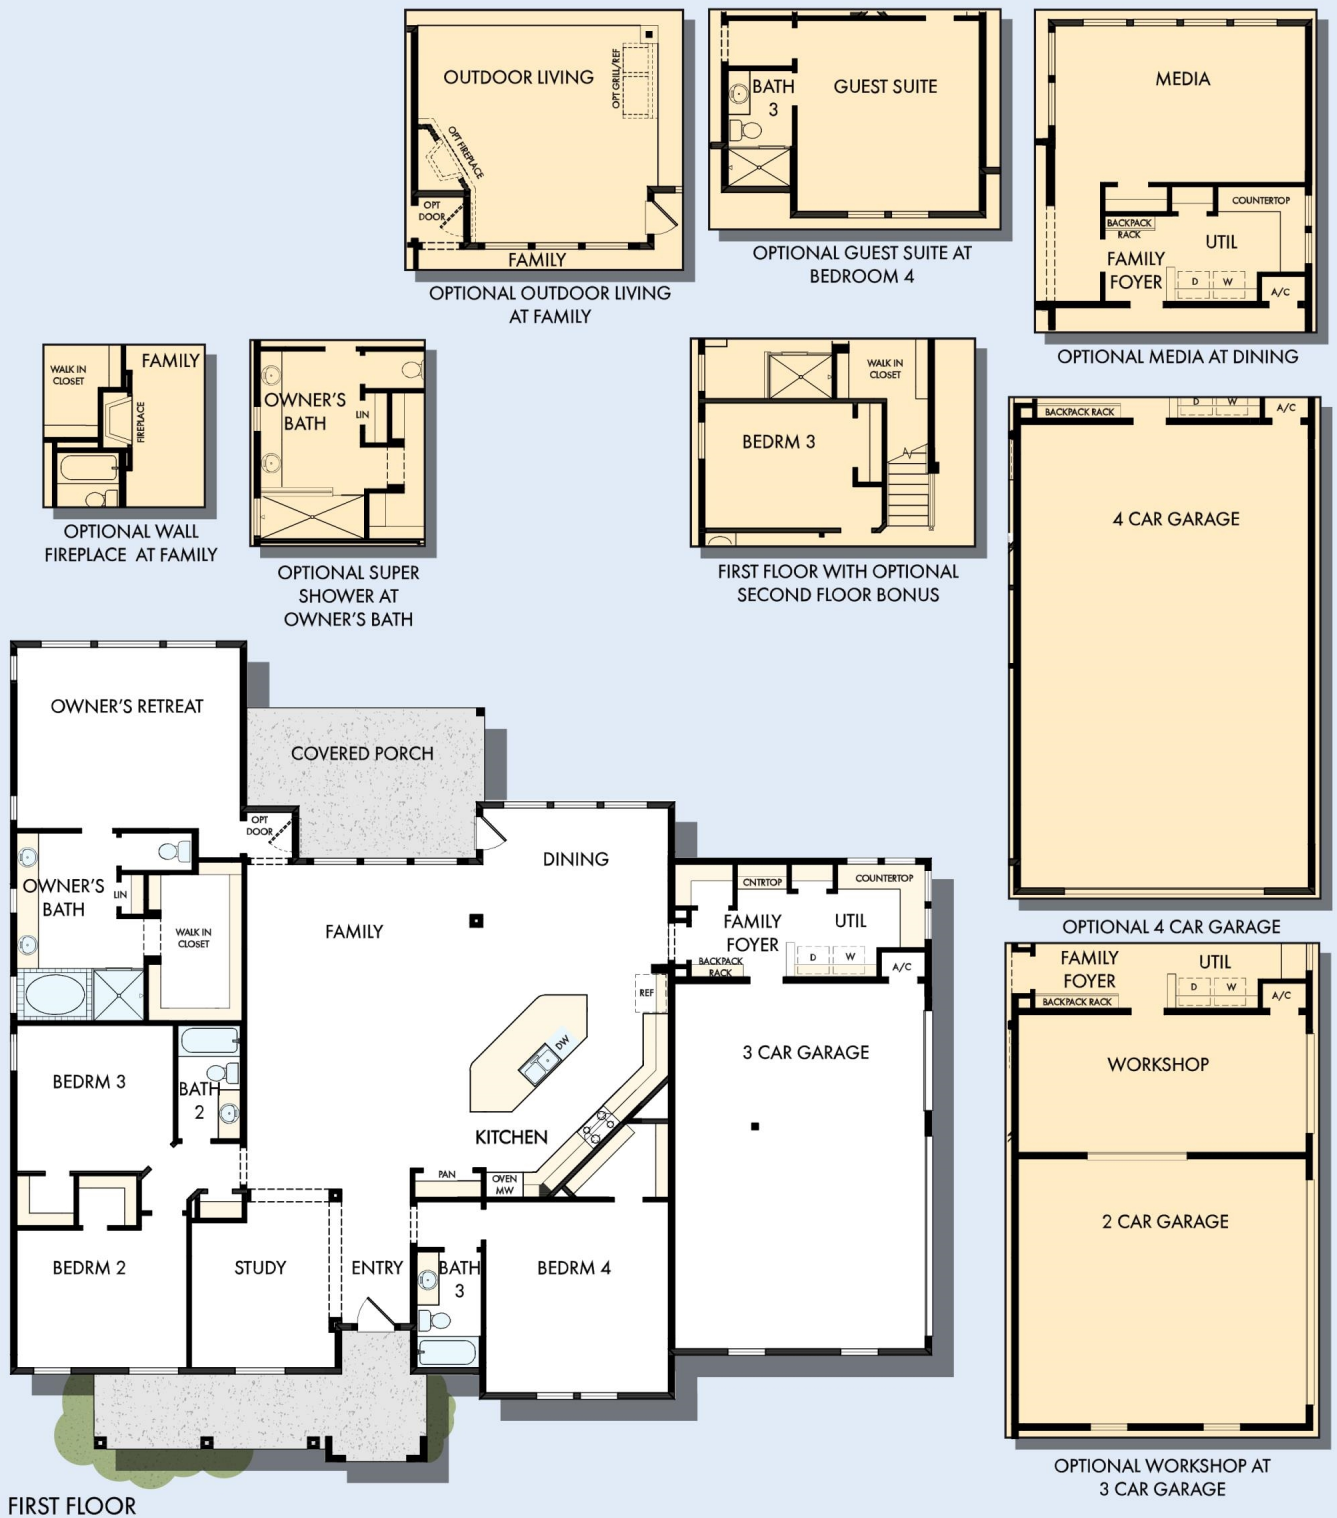 OUTDOOR LIVING
OPT GRILL/REF
OPT FIREPLACE
OPT
DOOR
FAMILY
OPTIONAL OUTDOOR LIVING
AT FAMILY
BATH
3
GUEST SUITE
OPTIONAL GUEST SUITE AT
BEDROOM 4
MEDIA
COUNTERTOP
BACKPACK
RACK
UTIL
FAMILY
FOYER
D
W
A/C
OPTIONAL MEDIA AT DINING
WALK IN
CLOSET
FAMILY
FIREPLACE
OPTIONAL WALL
FIREPLACE AT FAMILY
OWNER'S
BATH
LIN
OPTIONAL SUPER
SHOWER AT
OWNER'S BATH
WALK IN
CLOSET
BEDRM 3
FIRST FLOOR WITH OPTIONAL
SECOND FLOOR BONUS
BACKPACK RACK
D
W
A/C
4 CAR GARAGE
OPTIONAL 4 CAR GARAGE
OWNER'S RETREAT
COVERED PORCH
OPT
DOOR
DINING
OWNER'S
BATH
LIN
WALK IN
CLOSET
FAMILY
CNTRTOP
COUNTERTOP
FAMILY
FOYER
UTIL
BACKPACK
RACK
D
W
A/C
REF
DW
3 CAR GARAGE
BEDRM 3
BATH
2
KITCHEN
PAN
OVEN
MW
BEDRM 2
STUDY
ENTRY
BATH
3
BEDRM 4
FAMILY
FOYER
UTIL
BACKPACK RACK
D
W
A/C
WORKSHOP
2 CAR GARAGE
OPTIONAL WORKSHOP AT
3 CAR GARAGE
FIRST FLOOR